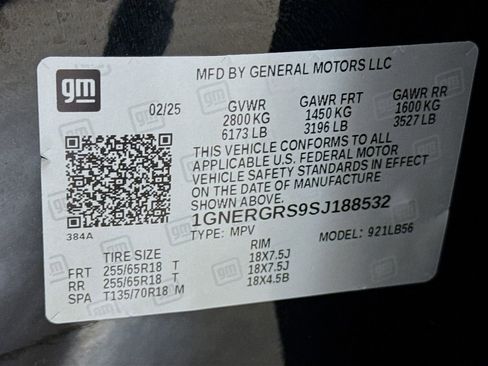 gm
MFD BY GENERAL MOTORS LLC
02/25 GVWR GAWR FRT GAWR RR
2800 KG 1450 KG 1600 KG
6173 LB 3196 LB 3527 LB
THIS VEHICLE CONFORMS TO ALL
APPLICABLE U.S. FEDERAL MOTOR
VEHICLE SAFETY STANDARDS IN EFFECT
ON THE DATE OF MANUFACTURE
SHOWN ABOVE.
1GNERGRS9SJ188532
384A TYPE: MPV MODEL: 921LB56
TIRE SIZE RIM
FRT 255/65R18 T 18X7.5J
RR 255/65R18 T 18X7.5J
SPA T135/70R18 M 18X4.5B